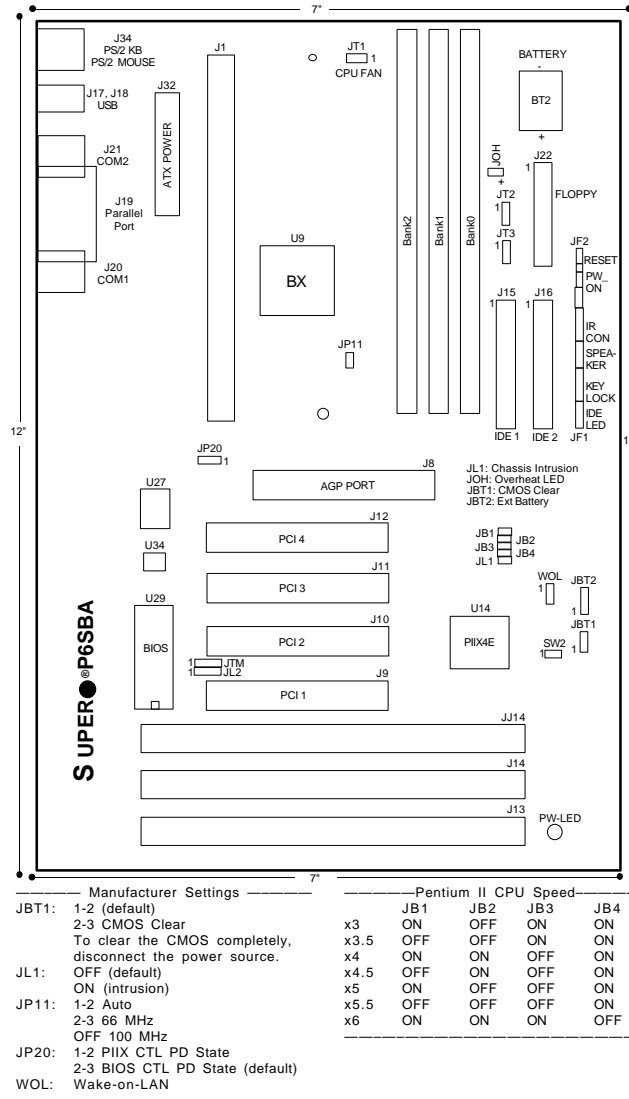 7"
J34
PS/2 KB
PS/2 MOUSE
J1
JT1
1
CPU FAN
BATTERY
-
BT2
+
J17, J18
USB
J32
ATX POWER
J21
COM2
J19
Parallel
Port
J20
COM1
U9
BX
JP11
Bank2
Bank1
Bank0
JOH
+
J22
1
FLOPPY
JT2
1
JT3
1
JF2
RESET
PW_
ON
J15
1
J16
1
IR
CON
SPEA-
KER
KEY
LOCK
IDE
LED
IDE 1
IDE 2
JF1
12"
1
JP20
1
J8
AGP PORT
JL1: Chassis Intrusion
JOH: Overheat LED
JBT1: CMOS Clear
JBT2: Ext Battery
U27
J12
PCI 4
JB1
JB2
JB3
JB4
JL1
U34
J11
PCI 3
WOL
1
JBT2
1
U29
BIOS
J10
PCI 2
U14
PIIX4E
JBT1
1
SW2
1
1
JTM
1
JL2
J9
PCI 1
SUPER®P6SBA
JJ14
J14
J13
PW-LED
7"
Manufacturer Settings
JBT1: 1-2 (default)
2-3 CMOS Clear
To clear the CMOS completely,
disconnect the power source.
JL1: OFF (default)
ON (intrusion)
JP11: 1-2 Auto
2-3 66 MHz
OFF 100 MHz
JP20: 1-2 PIIX CTL PD State
2-3 BIOS CTL PD State (default)
WOL: Wake-on-LAN
Pentium II CPU Speed
JB1 JB2 JB3 JB4
x3 ON OFF ON ON
x3.5 OFF OFF ON ON
x4 ON ON OFF ON
x4.5 OFF ON OFF ON
x5 ON OFF OFF ON
x5.5 OFF OFF OFF ON
x6 ON ON ON OFF